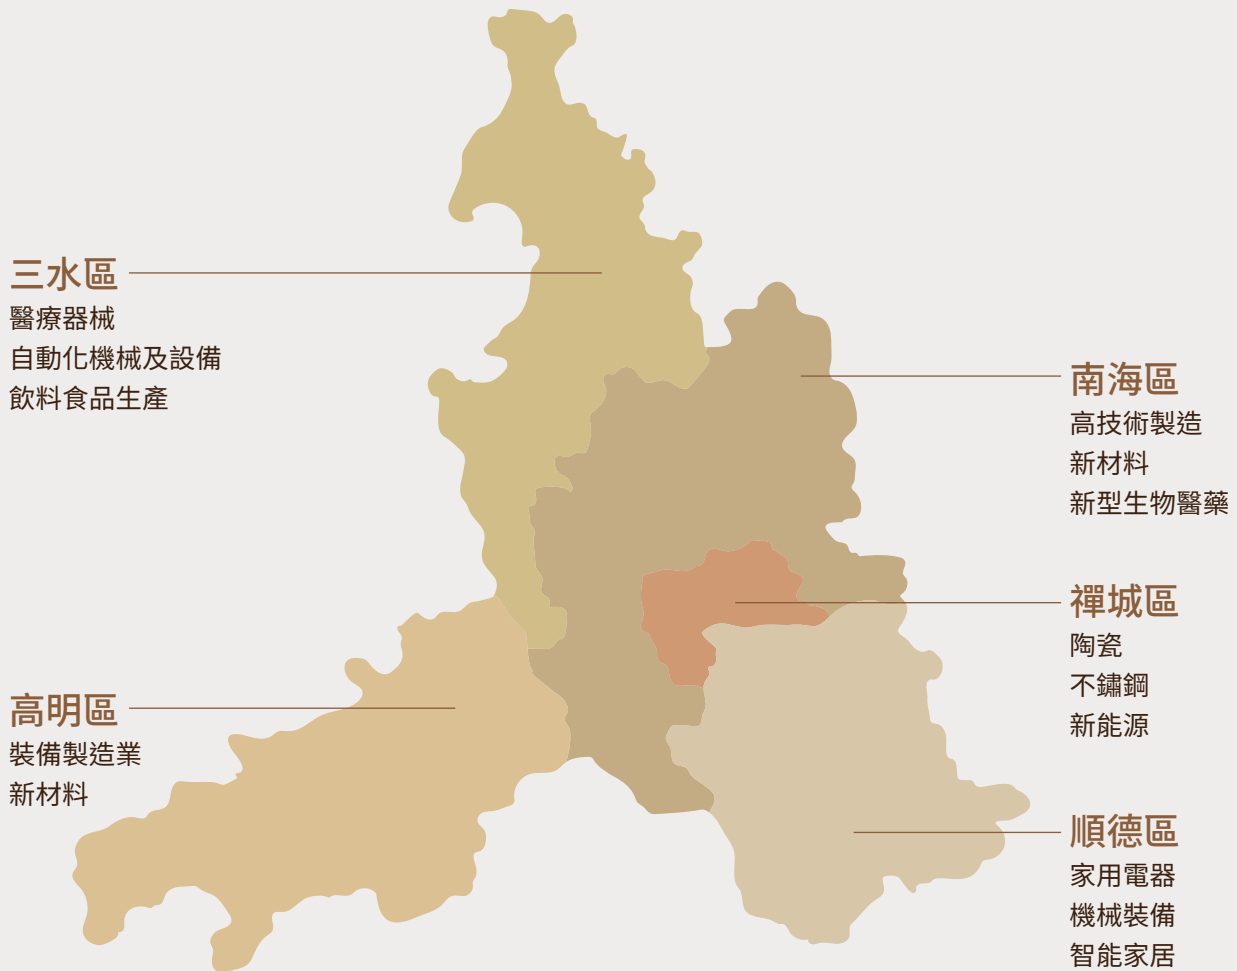 三水區
醫療器械
自動化機械及設備
飲料食品生產
南海區
高技術製造
新材料
新型生物醫藥
禪城區
陶瓷
不鏽鋼
新能源
高明區
裝備製造業
新材料
順德區
家用電器
機械裝備
智能家居